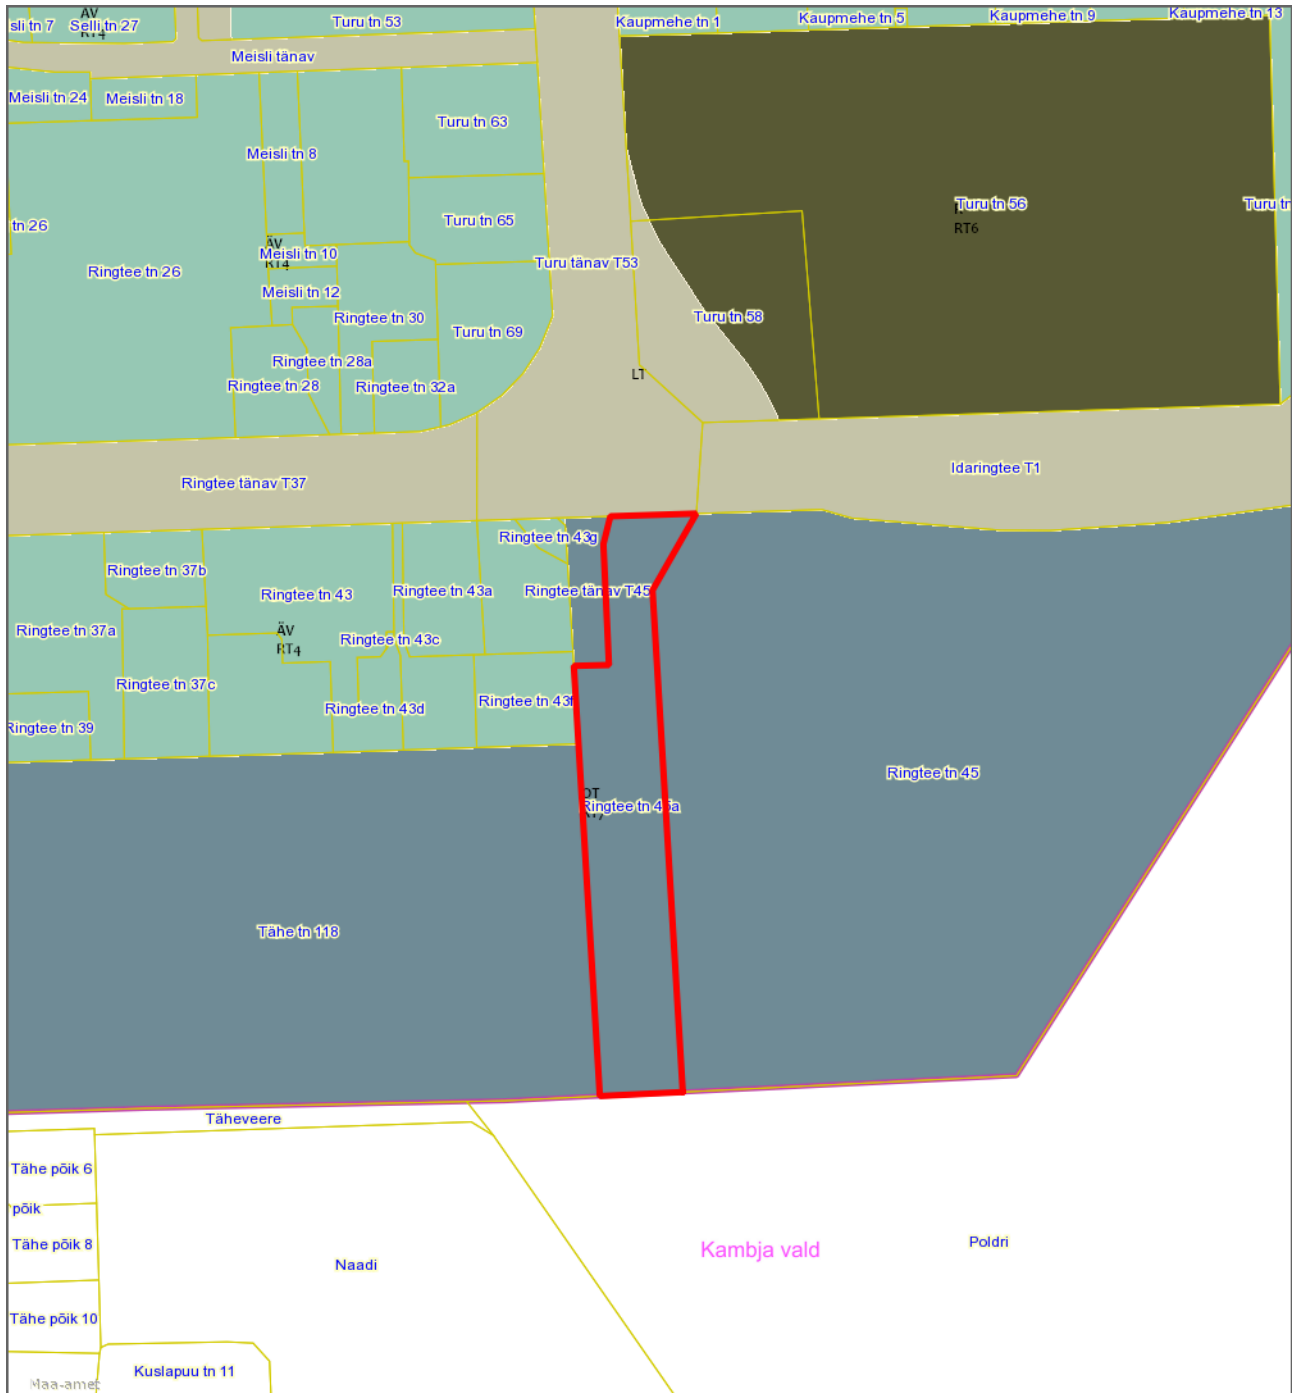 sli tn 7
Selli tn 27
ÄV
RT4
Turu tn 53
Kaupmehe tn 1
Kaupmehe tn 5
Kaupmehe tn 9
Kaupmehe tn 13
Meisli tänav
Meisli tn 24
Meisli tn 18
Turu tn 63
Meisli tn 8
Turu tn 56
RT6
Turu tn
tn 26
Turu tn 65
ÄV
RT4
Meisli tn 10
Ringtee tn 26
Turu tänav T53
Meisli tn 12
Ringtee tn 30
Turu tn 58
Turu tn 69
Ringtee tn 28a
Ringtee tn 28
Ringtee tn 32a
LT
Idaringtee T1
Ringtee tänav T37
Ringtee tn 43g
Ringtee tn 37b
Ringtee tn 43
Ringtee tn 43a
Ringtee tänav T45
Ringtee tn 37a
ÄV
RT4
Ringtee tn 43c
Ringtee tn 37c
Ringtee tn 43d
Ringtee tn 43f
Ringtee tn 39
Ringtee tn 45
OT
Ringtee tn 45a
Tähe tn 118
Täheveere
Tähe põik 6
põik
Tähe põik 8
Naadi
Kambja vald
Poldri
Tähe põik 10
Kuslapuu tn 11
Maa-amet